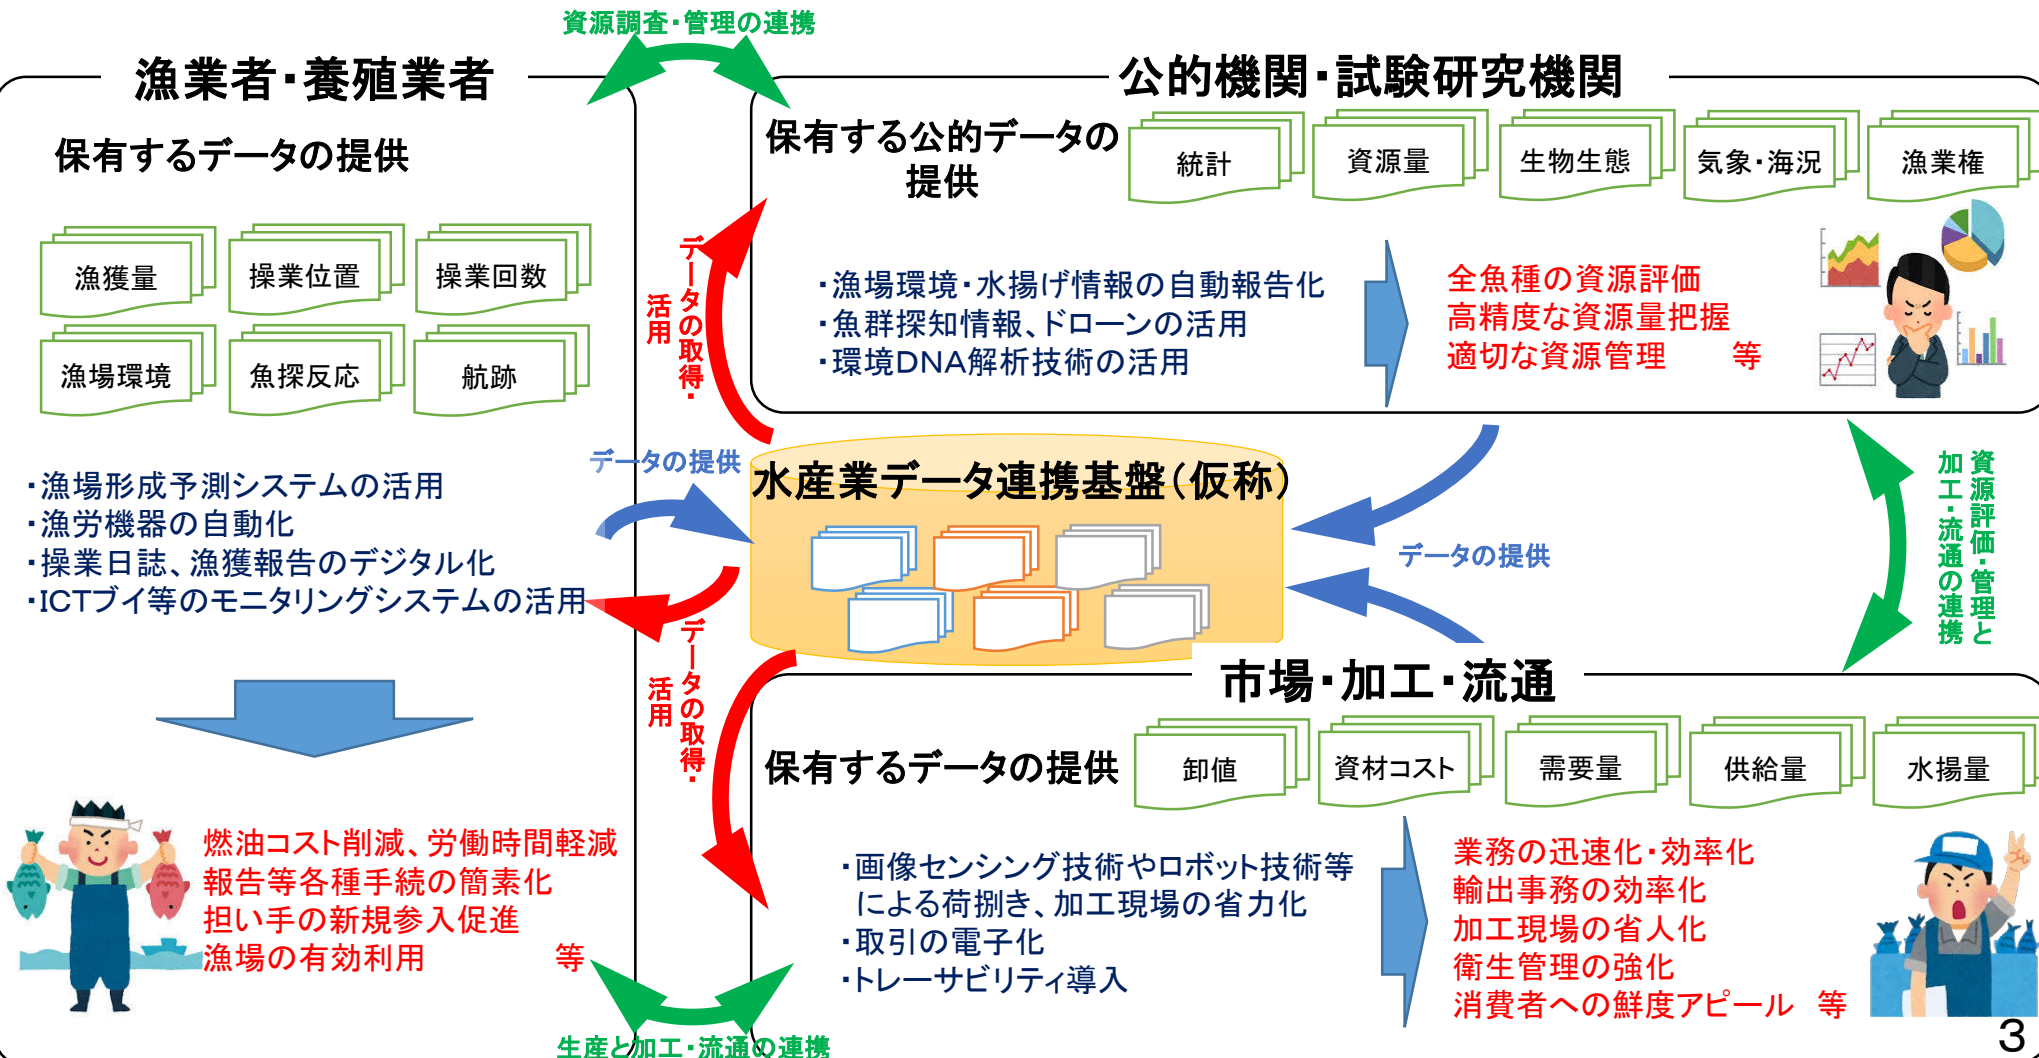 資源調査・管理の連携
漁業者・養殖業者
保有するデータの提供
漁獲量
操業位置
操業回数
漁場環境
魚探反応
航跡
・漁場形成予測システムの活用
・漁労機器の自動化
・操業日誌、漁獲報告のデジタル化
・ICTブイ等のモニタリングシステムの活用
燃油コスト削減、労働時間軽減
報告等各種手続の簡素化
担い手の新規参入促進
漁場の有効利用 等
公的機関・試験研究機関
保有する公的データの
提供
統計
資源量
生物生態
気象・海況
漁業権
・漁場環境・水揚げ情報の自動報告化
・魚群探知情報、ドローンの活用
・環境DNA解析技術の活用
全魚種の資源評価
高精度な資源量把握
適切な資源管理 等
データの取得・
活用
データの提供
水産業データ連携基盤(仮称)
データの提供
データの取得・
活用
資源評価・管理と
加工・流通の連携
市場・加工・流通
保有するデータの提供
卸値
資材コスト
需要量
供給量
水揚量
・画像センシング技術やロボット技術等
による荷捌き、加工現場の省力化
・取引の電子化
・トレーサビリティ導入
業務の迅速化・効率化
輸出事務の効率化
加工現場の省人化
衛生管理の強化
消費者への鮮度アピール 等
生産と加工・流通の連携
3